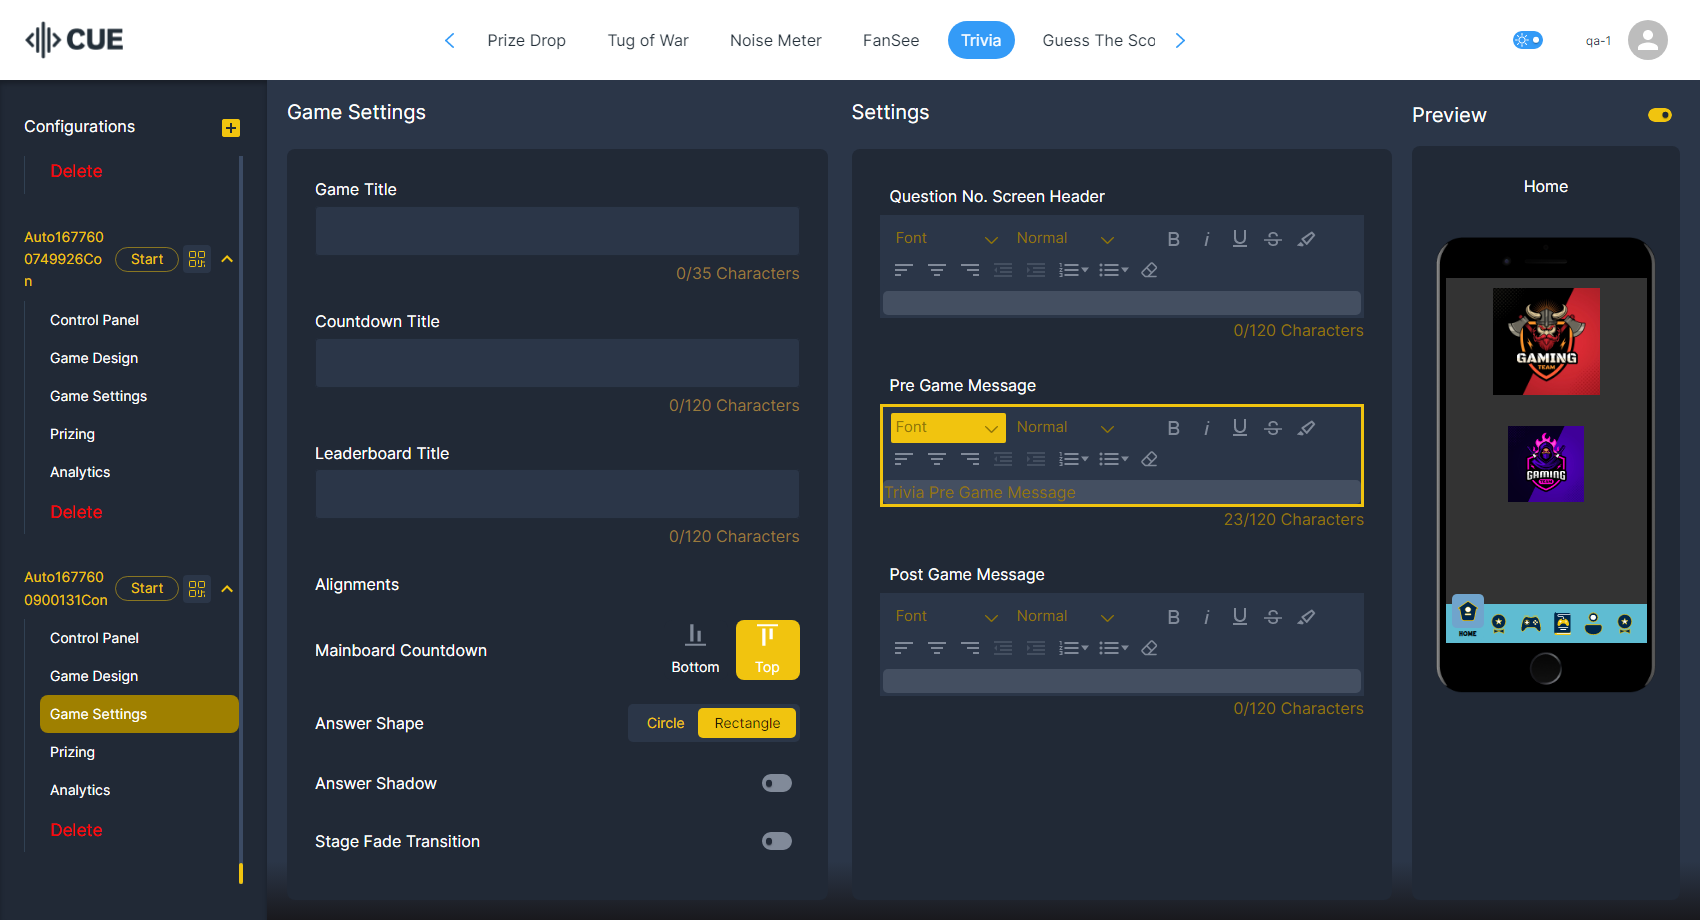 CUE
Prize Drop
Tug of War
Noise Meter
FanSee
Trivia
Guess The Sco
qa-1
Configurations
Delete
Auto167760
0749926Co
n
Start
Control Panel
Game Design
Game Settings
Prizing
Analytics
Delete
Auto167760
0900131Con
Start
Control Panel
Game Design
Game Settings
Prizing
Analytics
Delete
Game Settings
Game Title
0/35 Characters
Countdown Title
0/120 Characters
Leaderboard Title
0/120 Characters
Alignments
Mainboard Countdown
Bottom
Top
Answer Shape
Circle
Rectangle
Answer Shadow
Stage Fade Transition
Settings
Question No. Screen Header
Font
Normal
B i U S
0/120 Characters
Pre Game Message
Font
Normal
B i U S
Trivia Pre Game Message
23/120 Characters
Post Game Message
Font
Normal
B i U S
0/120 Characters
Preview
Home
GAMING
TEAM
GAMING
TEAM
HOME